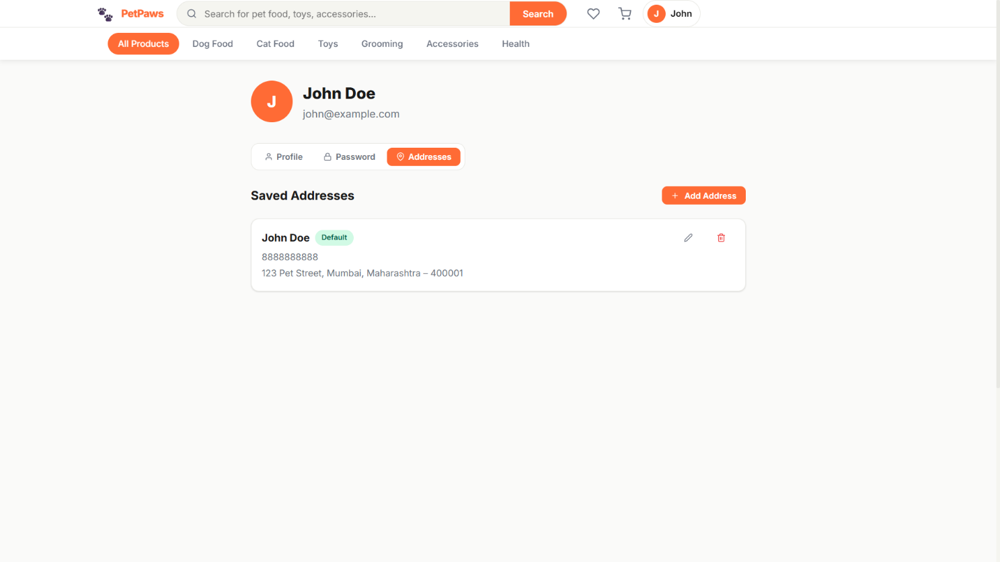 PetPaws
Search for pet food, toys, accessories...
Search
J John
All Products Dog Food Cat Food Toys Grooming Accessories Health
J
John Doe
john@example.com
Profile Password Addresses
Saved Addresses
+ Add Address
John Doe Default
8888888888
123 Pet Street, Mumbai, Maharashtra – 400001